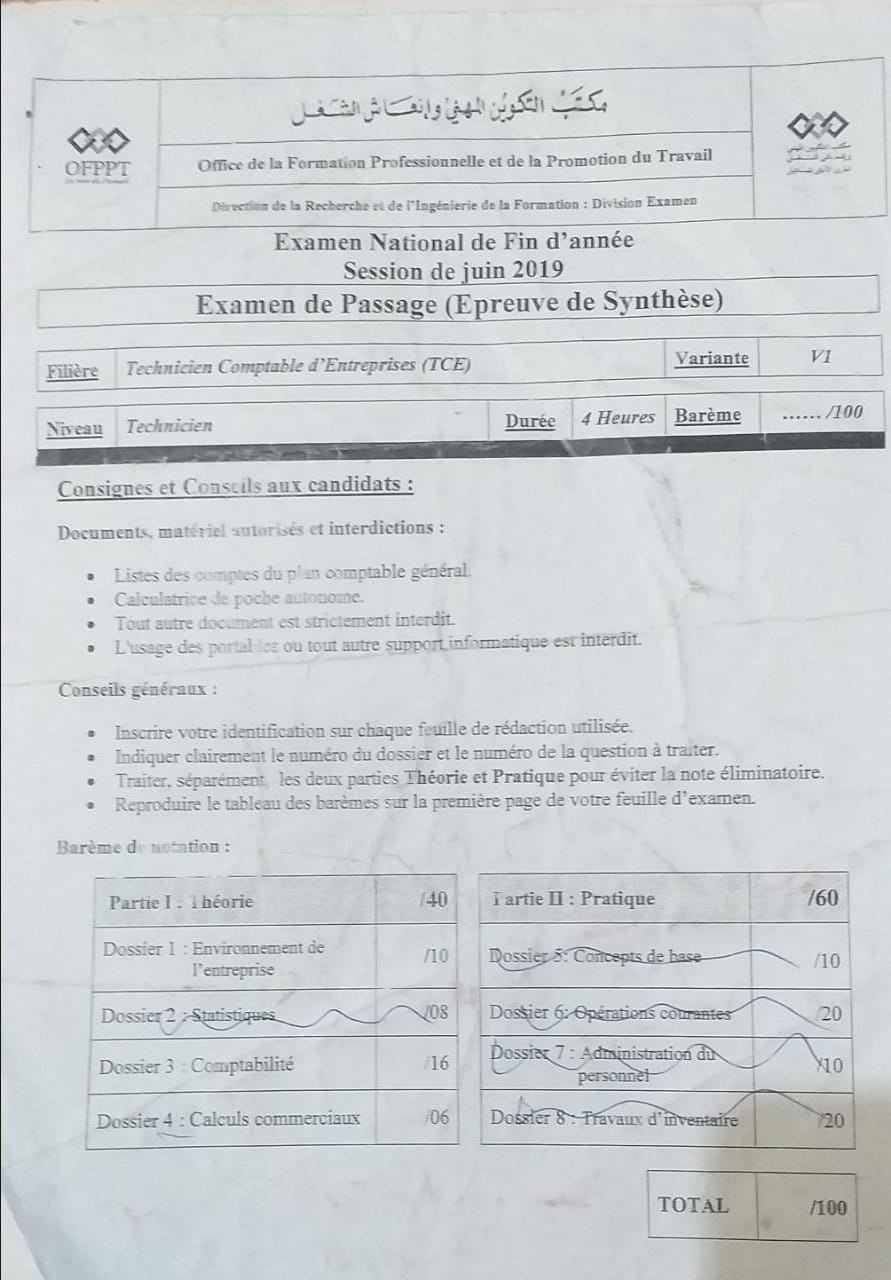 مكتب التكوين المهني وإنعاش الشغل
OFPPT
Office de la Formation Professionnelle et de la Promotion du Travail
Direction de la Recherche et de l'Ingénierie de la Formation : Division Examen
Examen National de Fin d'année
Session de juin 2019
Examen de Passage (Epreuve de Synthèse)
Filière Technicien Comptable d'Entreprises (TCE) Variante V1
Niveau Technicien Durée 4 Heures Barème ...... /100
Consignes et Conseils aux candidats :
Documents, matériel autorisés et interdictions :
• Listes des comptes du plan comptable général.
• Calculatrice de poche autonome.
• Tout autre document est strictement interdit.
• L'usage des portables ou tout autre support informatique est interdit.
Conseils généraux :
• Inscrire votre identification sur chaque feuille de rédaction utilisée.
• Indiquer clairement le numéro du dossier et le numéro de la question à traiter.
• Traiter, séparément, les deux parties Théorie et Pratique pour éviter la note éliminatoire.
• Reproduire le tableau des barèmes sur la première page de votre feuille d'examen.
Barème de notation :
Partie I : Théorie /40
Dossier 1 : Environnement de
l'entreprise /10
Dossier 2 : Statistiques /08
Dossier 3 : Comptabilité /16
Dossier 4 : Calculs commerciaux /06
Partie II : Pratique /60
Dossier 5: Concepts de base /10
Dossier 6: Opérations courantes /20
Dossier 7 : Administration du
personnel /10
Dossier 8 : Travaux d'inventaire /20
TOTAL /100